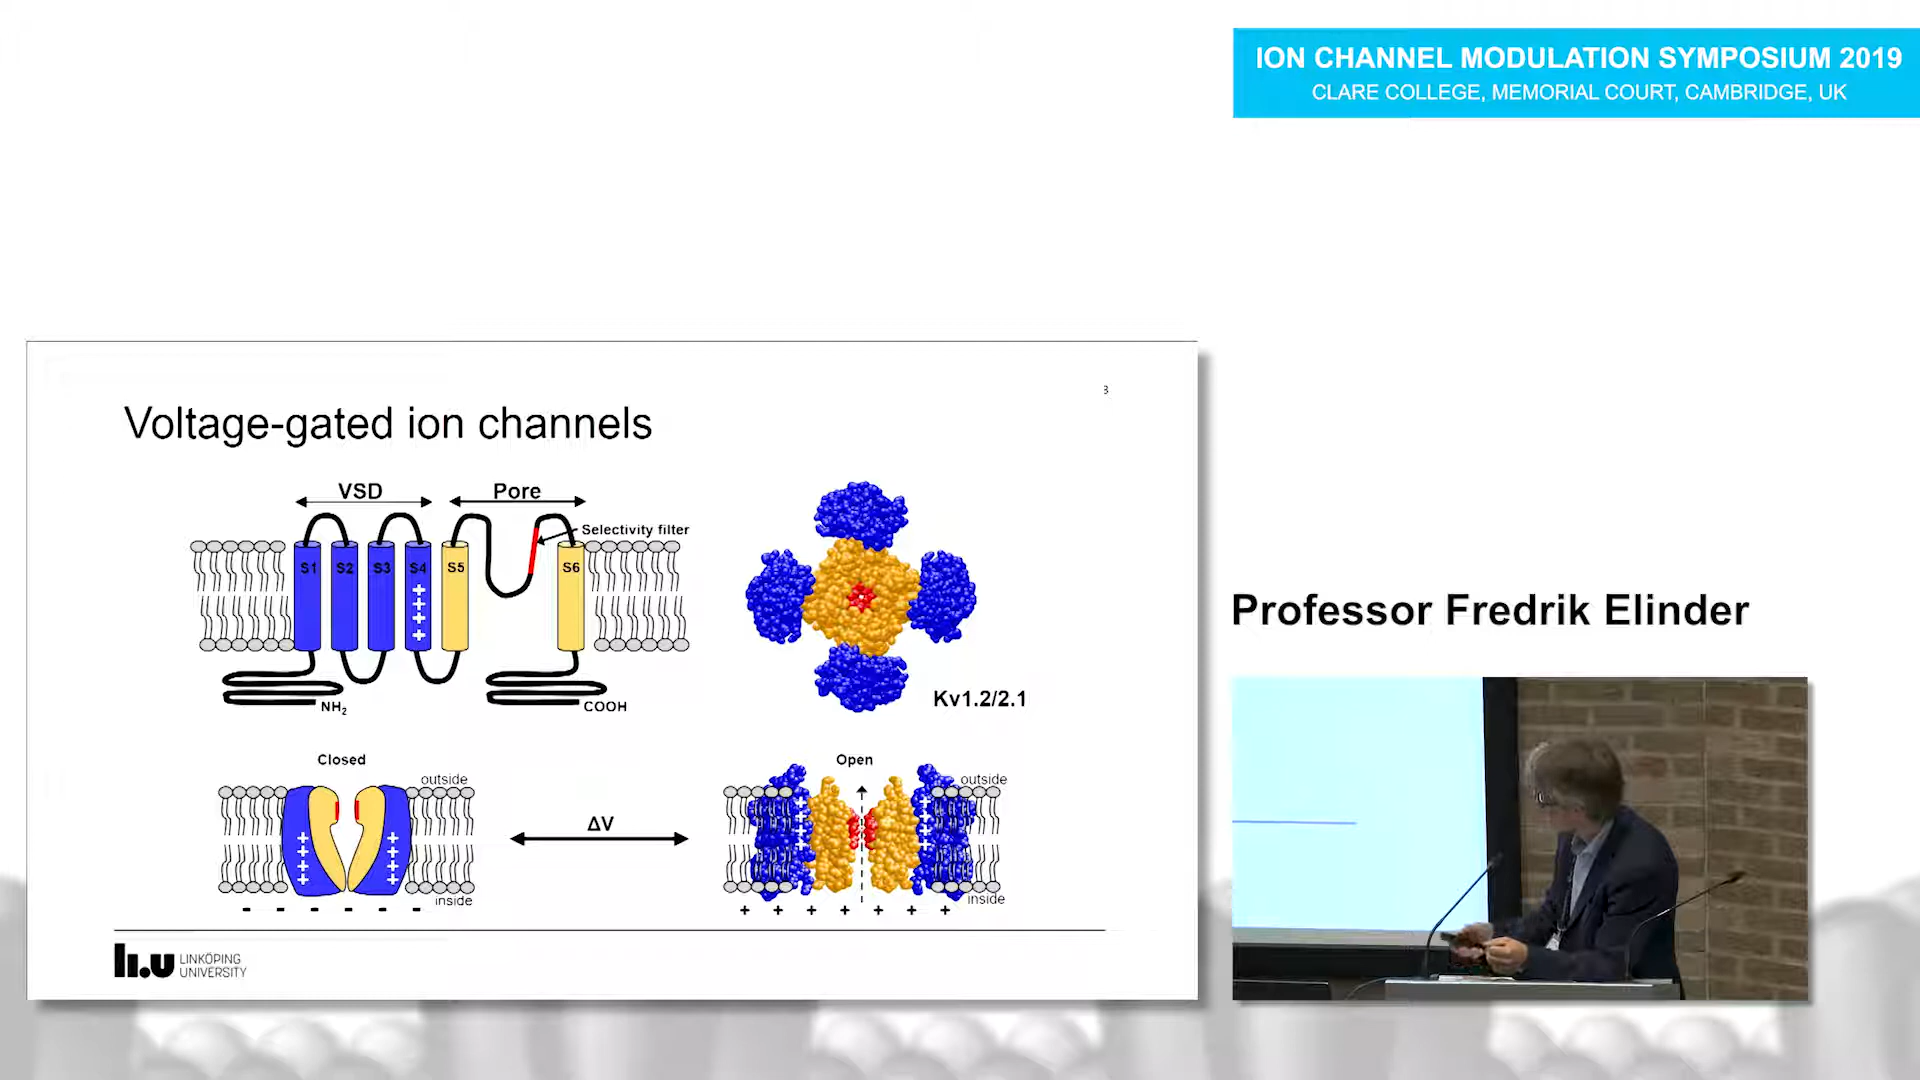 ION CHANNEL MODULATION SYMPOSIUM 2019
CLARE COLLEGE, MEMORIAL COURT, CAMBRIDGE, UK
3
Voltage-gated ion channels
VSD
Pore
Selectivity filter
S1 S2 S3 S4 S5 S6
+
+
+
+
NH2
COOH
Kv1.2/2.1
Closed
outside
+ +
+ +
+ +
+ +
inside
- - - - - -
ΔV
Open
outside
+ +
+ +
+ +
+ +
inside
+ + + + + + +
li.u LINKÖPING
UNIVERSITY
Professor Fredrik Elinder